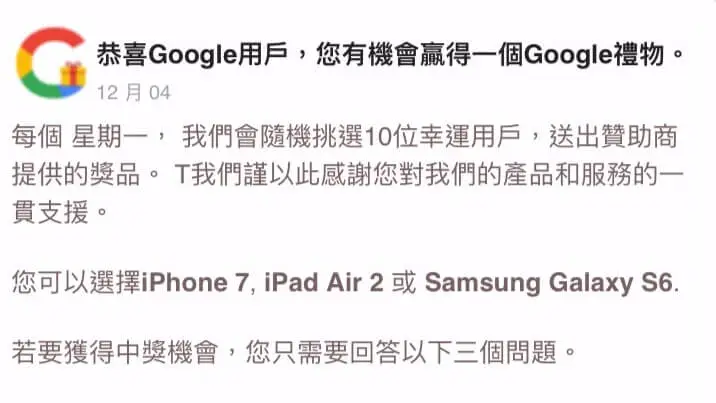 恭喜Google用戶，您有機會贏得一個Google禮物。
12 月 04
每個 星期一， 我們會隨機挑選10位幸運用戶，送出贊助商
提供的獎品。 T我們謹以此感謝您對我們的產品和服務的一
貫支援。
您可以選擇iPhone 7, iPad Air 2 或 Samsung Galaxy S6.
若要獲得中獎機會，您只需要回答以下三個問題。